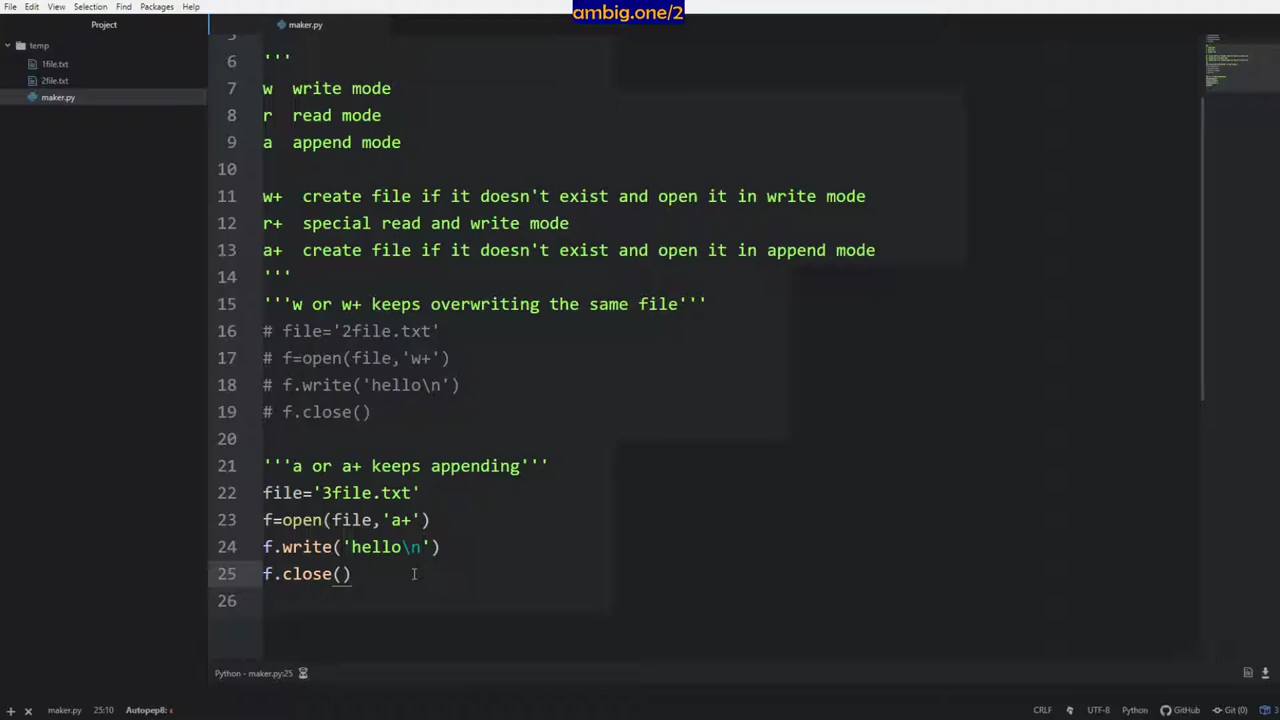 ambig.one/2
File Edit View Selection Find Packages Help
Project
maker.py
temp
1file.txt
2file.txt
maker.py
5
6 '''
7 w  write mode
8 r  read mode
9 a  append mode
10
11 w+  create file if it doesn't exist and open it in write mode
12 r+  special read and write mode
13 a+  create file if it doesn't exist and open it in append mode
14 '''
15 '''w or w+ keeps overwriting the same file'''
16 # file='2file.txt'
17 # f=open(file,'w+')
18 # f.write('hello\n')
19 # f.close()
20
21 '''a or a+ keeps appending'''
22 file='3file.txt'
23 f=open(file,'a+')
24 f.write('hello\n')
25 f.close()
26
Python - maker.py:25
maker.py 25:10 Autopep8: CRLF UTF-8 Python GitHub Git (0) 3